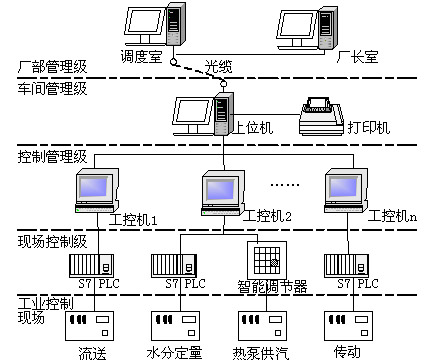 调度室
光缆
厂长室
厂部管理级
车间管理级
上位机
打印机
控制管理级
……
工控机1
工控机2
工控机n
现场控制级
S7 PLC
S7 PLC
智能调节器
S7 PLC
工业控制
现场
流送
水分定量
热泵供汽
传动